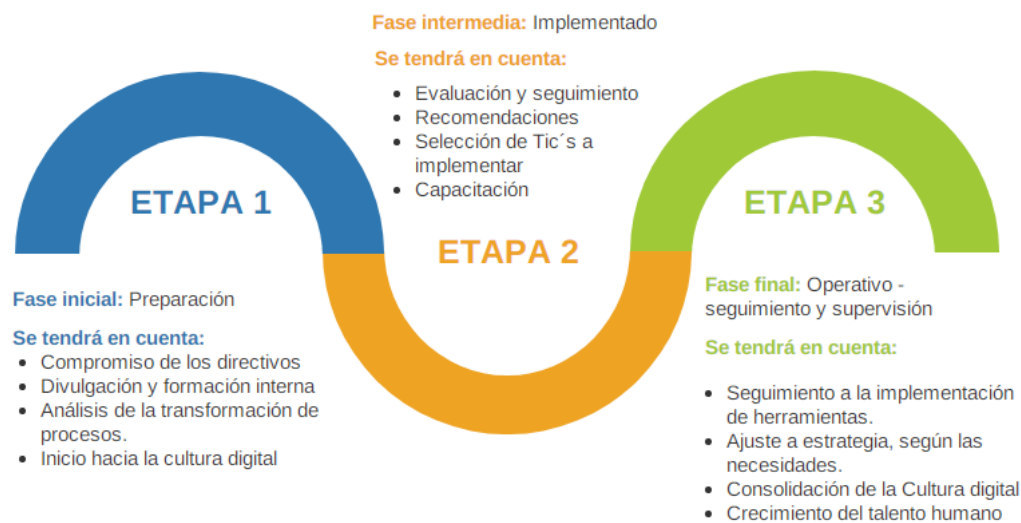 ETAPA 1
Fase inicial: Preparación
Se tendrá en cuenta:
• Compromiso de los directivos
• Divulgación y formación interna
• Análisis de la transformación de
procesos.
• Inicio hacia la cultura digital
Fase intermedia: Implementado
Se tendrá en cuenta:
• Evaluación y seguimiento
• Recomendaciones
• Selección de Tic´s a
implementar
• Capacitación
ETAPA 2
ETAPA 3
Fase final: Operativo -
seguimiento y supervisión
Se tendrá en cuenta:
• Seguimiento a la implementación
de herramientas.
• Ajuste a estrategia, según las
necesidades.
• Consolidación de la Cultura digital
• Crecimiento del talento humano